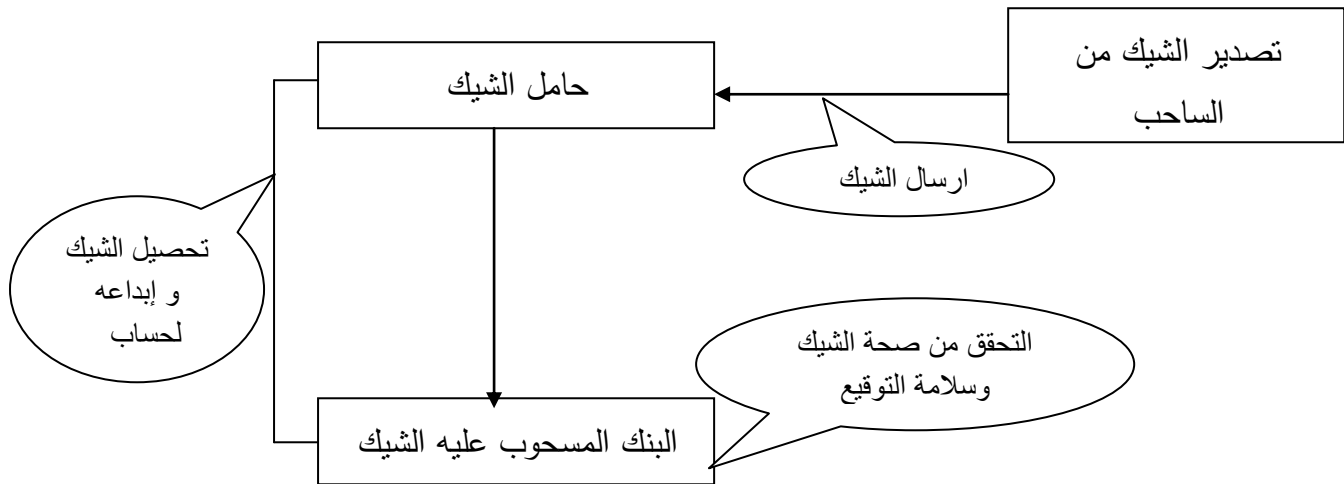 تصدير الشيك من
الساحب
حامل الشيك
ارسال الشيك
تحصيل الشيك
و إبداعه
لحساب
التحقق من صحة الشيك
وسلامة التوقيع
البنك المسحوب عليه الشيك